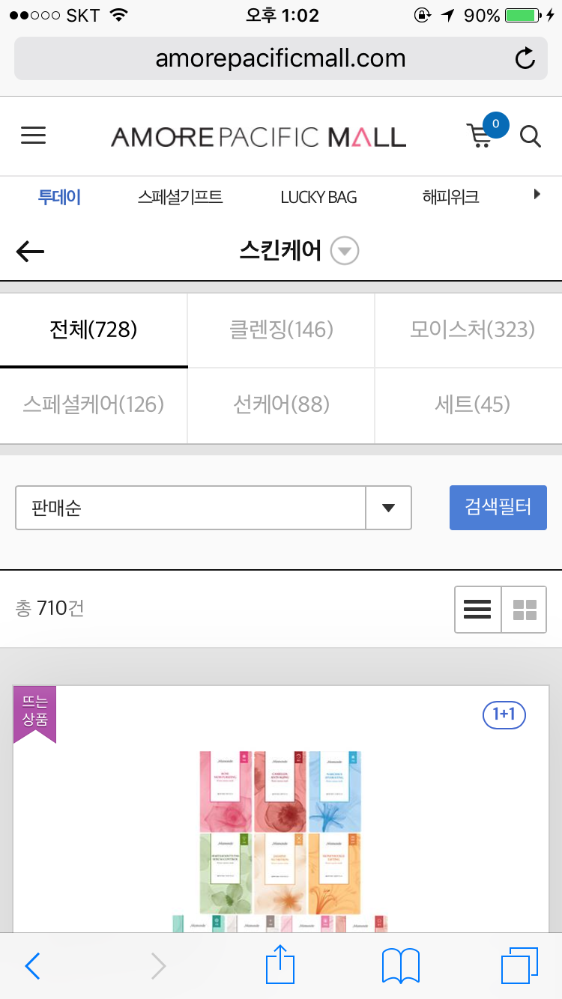 SKT 오후 1:02 90%
amorepacificmall.com
AMOREPACIFIC MALL 0
투데이 스페셜기프트 LUCKY BAG 해피위크
스킨케어
전체(728) 클렌징(146) 모이스처(323)
스페셜케어(126) 선케어(88) 세트(45)
판매순 검색필터
총 710건
뜨는
상품
1+1